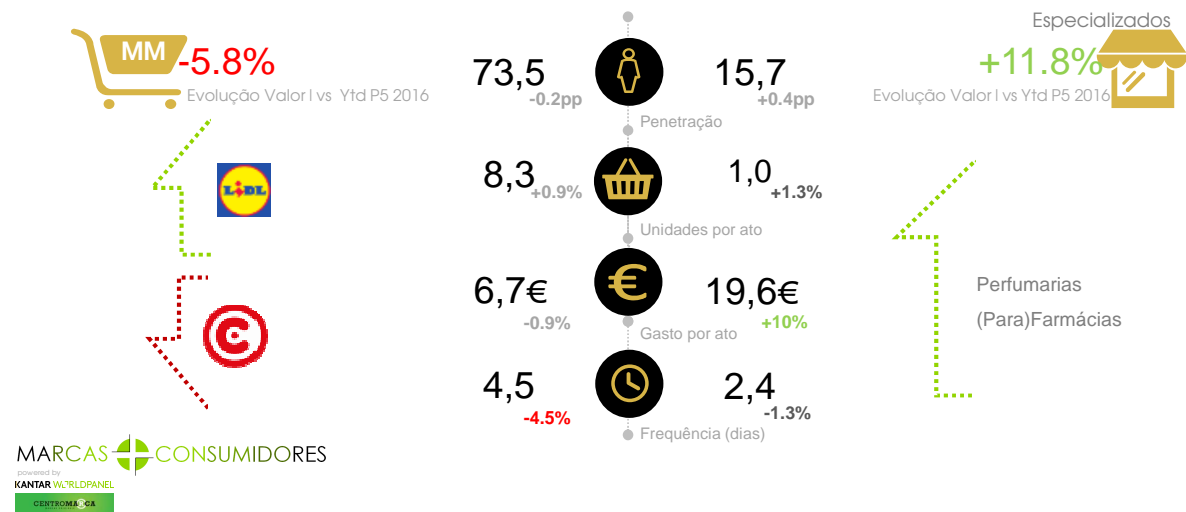 Especializados
MM
-5.8%
Evolução Valor l vs Ytd P5 2016
73,5
-0.2pp
15,7
+0.4pp
+11.8%
Evolução Valor l vs Ytd P5 2016
Penetração
LIDL
8,3
+0.9%
1,0
+1.3%
Unidades por ato
6,7€
-0.9%
€
19,6€
+10%
Gasto por ato
Perfumarias
(Para)Farmácias
C
4,5
-4.5%
2,4
-1.3%
Frequência (dias)
MARCAS CONSUMIDORES
powered by
KANTAR WORLDPANEL
CENTROMARCA